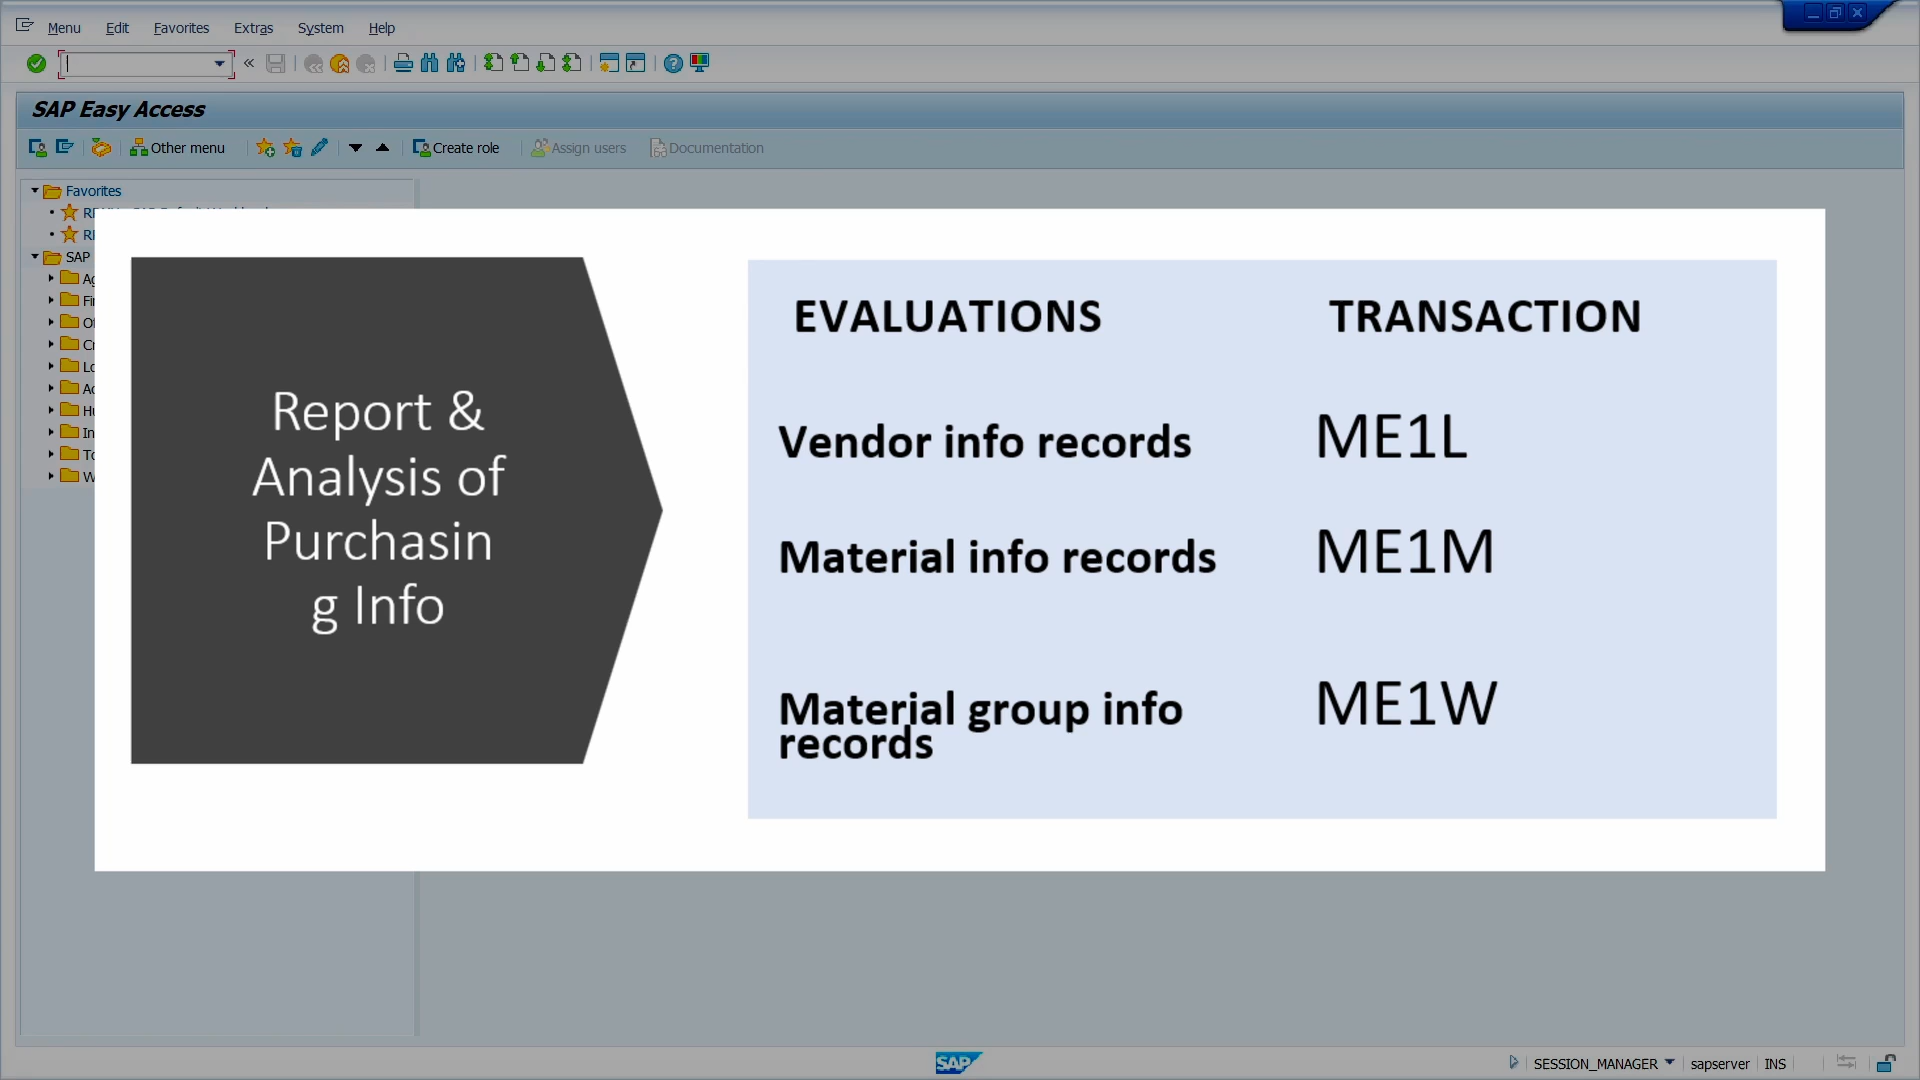 Menu Edit Favorites Extras System Help
SAP Easy Access
Other menu Create role Assign users Documentation
Favorites
SAP
Report &
Analysis of
Purchasin
g Info
EVALUATIONS TRANSACTION
Vendor info records ME1L
Material info records ME1M
Material group info ME1W
records
SAP SESSION_MANAGER sapserver INS